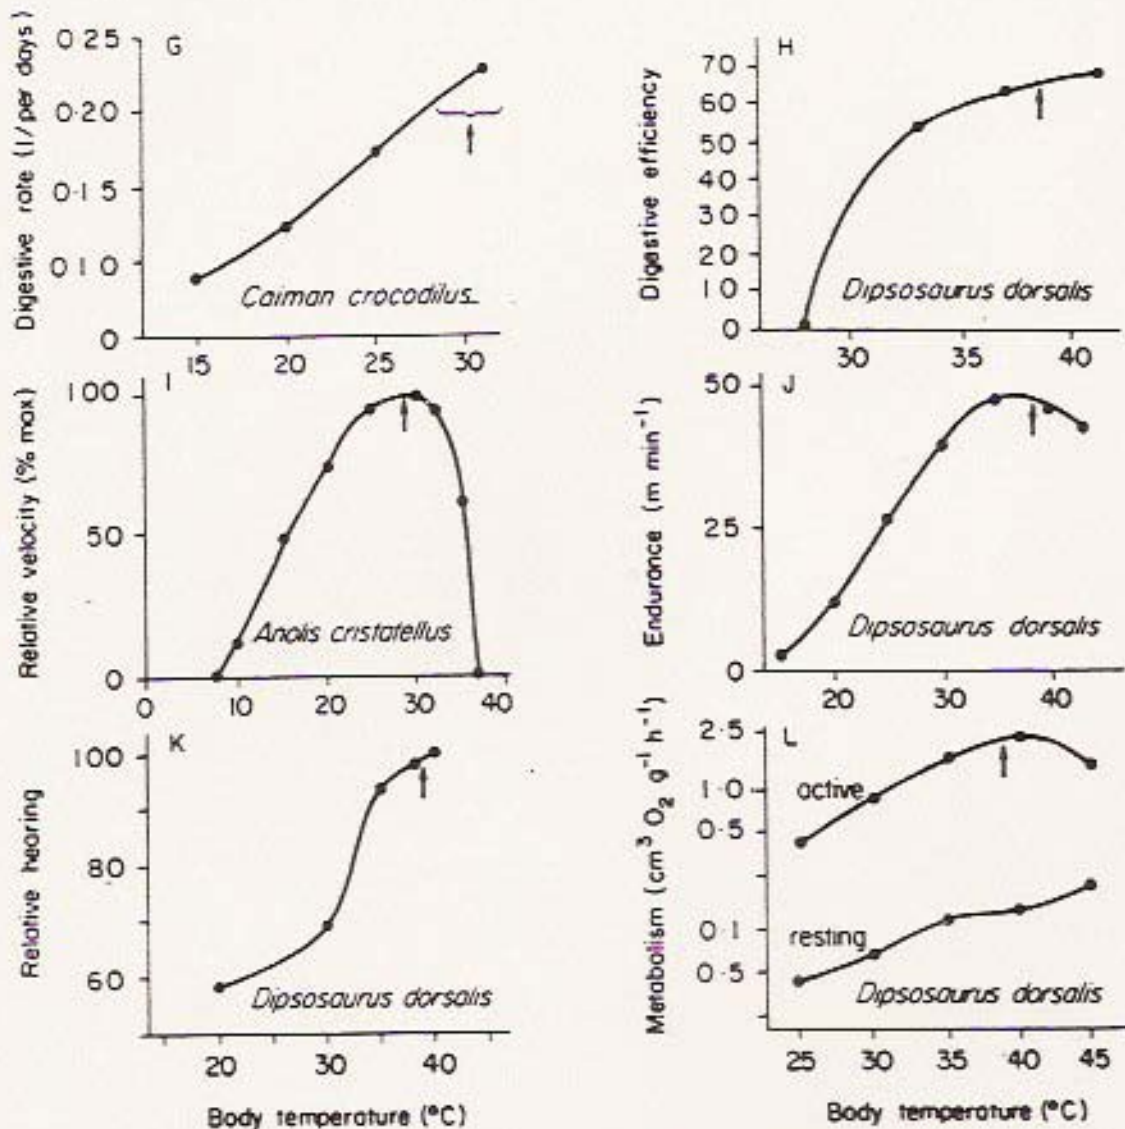 G
Digestive rate (1/per days)
0·25
0·20
0·15
0·10
0
Caiman crocodilus
15 20 25 30
H
Digestive efficiency
70
60
50
40
30
20
10
0
Dipsosaurus dorsalis
30 35 40
I
Relative velocity (% max)
100
50
0
Anolis cristatellus
0 10 20 30 40
J
Endurance (m min⁻¹)
50
25
0
Dipsosaurus dorsalis
20 30 40
K
Relative hearing
100
80
60
Dipsosaurus dorsalis
20 30 40
Body temperature (°C)
L
Metabolism (cm³ O₂ g⁻¹ h⁻¹)
2·5
1·0
0·5
0·1
0·5
active
resting
Dipsosaurus dorsalis
25 30 35 40 45
Body temperature (°C)